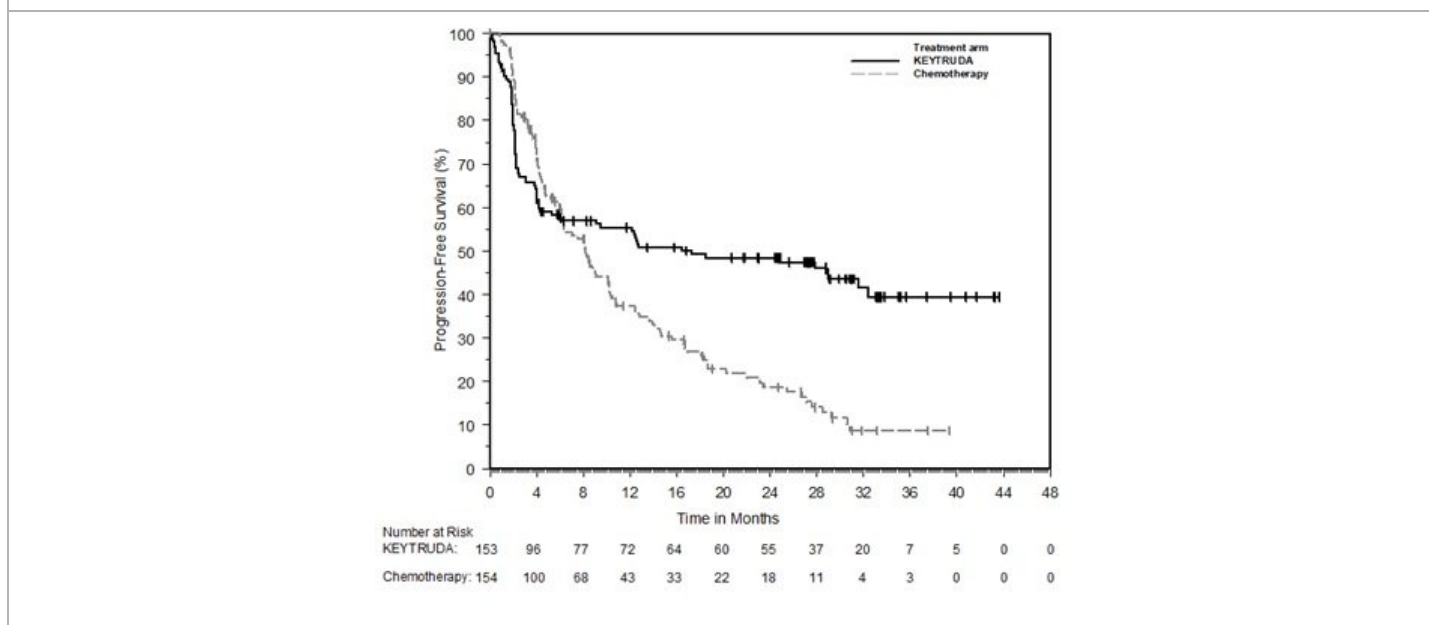 Treatment arm
KEYTRUDA
Chemotherapy
Progression-Free Survival (%)
100
90
80
70
60
50
40
30
20
10
0
0 4 8 12 16 20 24 28 32 36 40 44 48
Time in Months
Number at Risk
KEYTRUDA: 153 96 77 72 64 60 55 37 20 7 5 0 0
Chemotherapy: 154 100 68 43 33 22 18 11 4 3 0 0 0